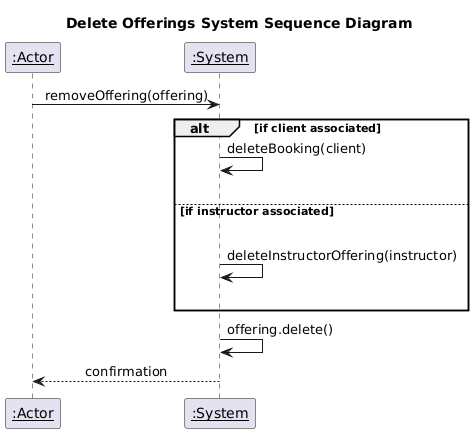 Delete Offerings System Sequence Diagram
:Actor
:System
removeOffering(offering)
alt
[if client associated]
deleteBooking(client)
[if instructor associated]
deleteInstructorOffering(instructor)
offering.delete()
confirmation
:Actor
:System